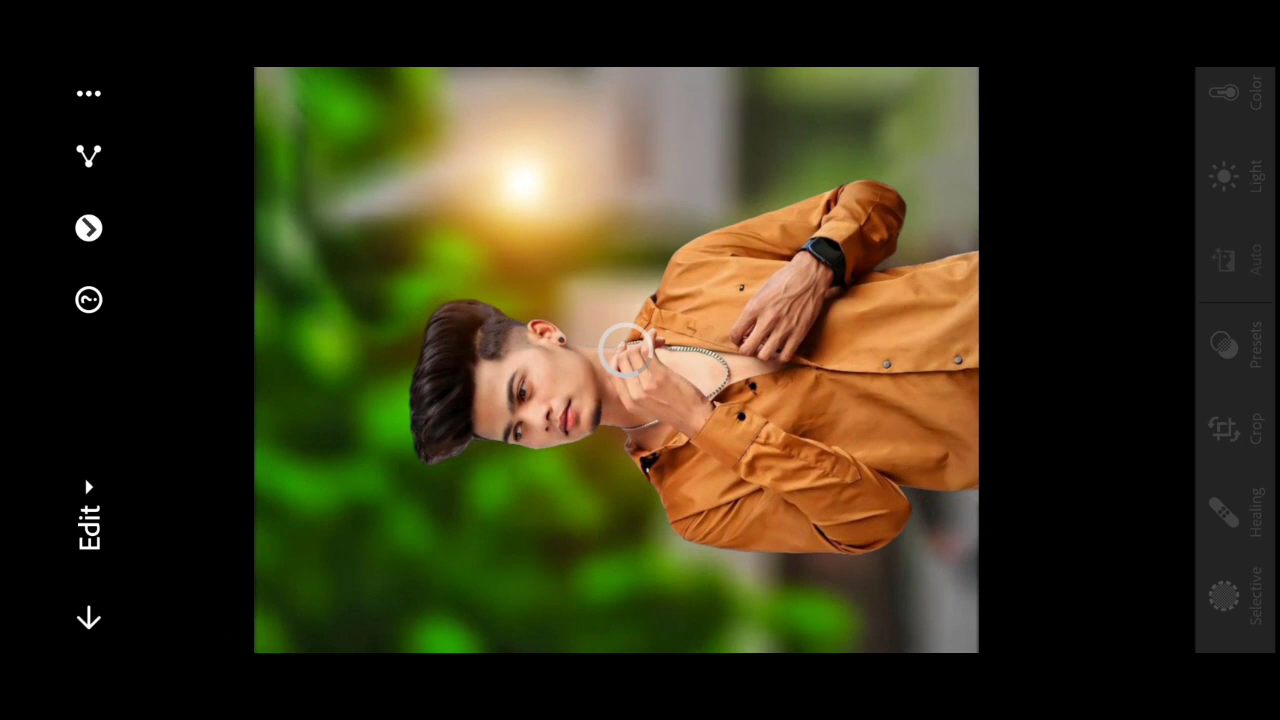 Edit
Selective
Healing
Crop
Presets
Auto
Light
Color